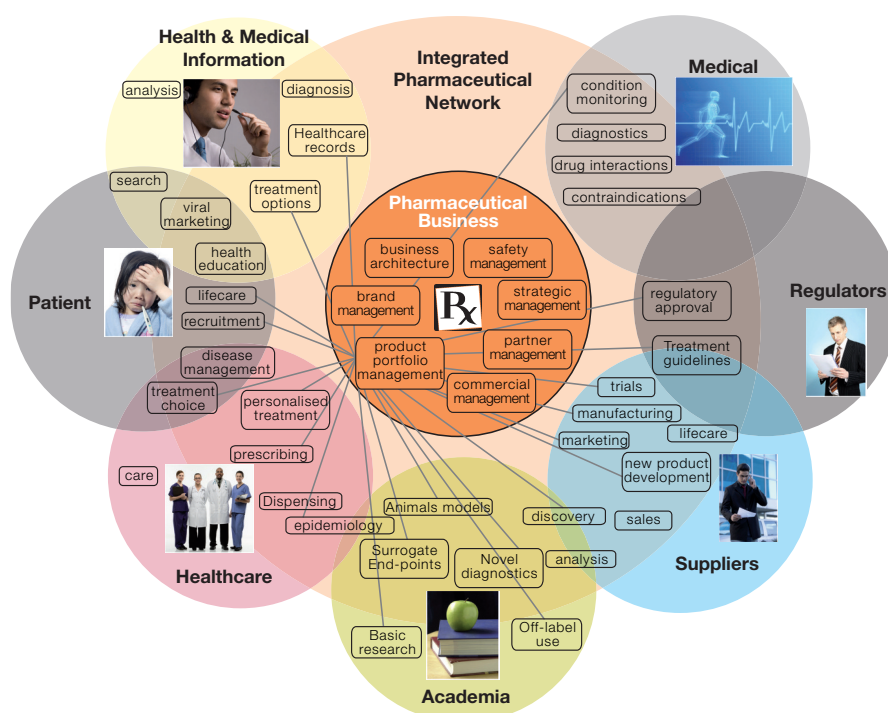 Health & Medical
Information
analysis
diagnosis
Healthcare
records
Integrated
Pharmaceutical
Network
Medical
condition
monitoring
diagnostics
drug interactions
contraindications
search
viral
marketing
treatment
options
health
education
Patient
lifecare
recruitment
disease
management
treatment
choice
Pharmaceutical
Business
business
architecture
safety
management
brand
management
Rx
strategic
management
product
portfolio
management
partner
management
commercial
management
Regulators
regulatory
approval
Treatment
guidelines
personalised
treatment
prescribing
care
Dispensing
epidemiology
Healthcare
trials
manufacturing
marketing
lifecare
new product
development
discovery
sales
analysis
Suppliers
Animals models
Surrogate
End-points
Novel
diagnostics
Basic
research
Off-label
use
Academia